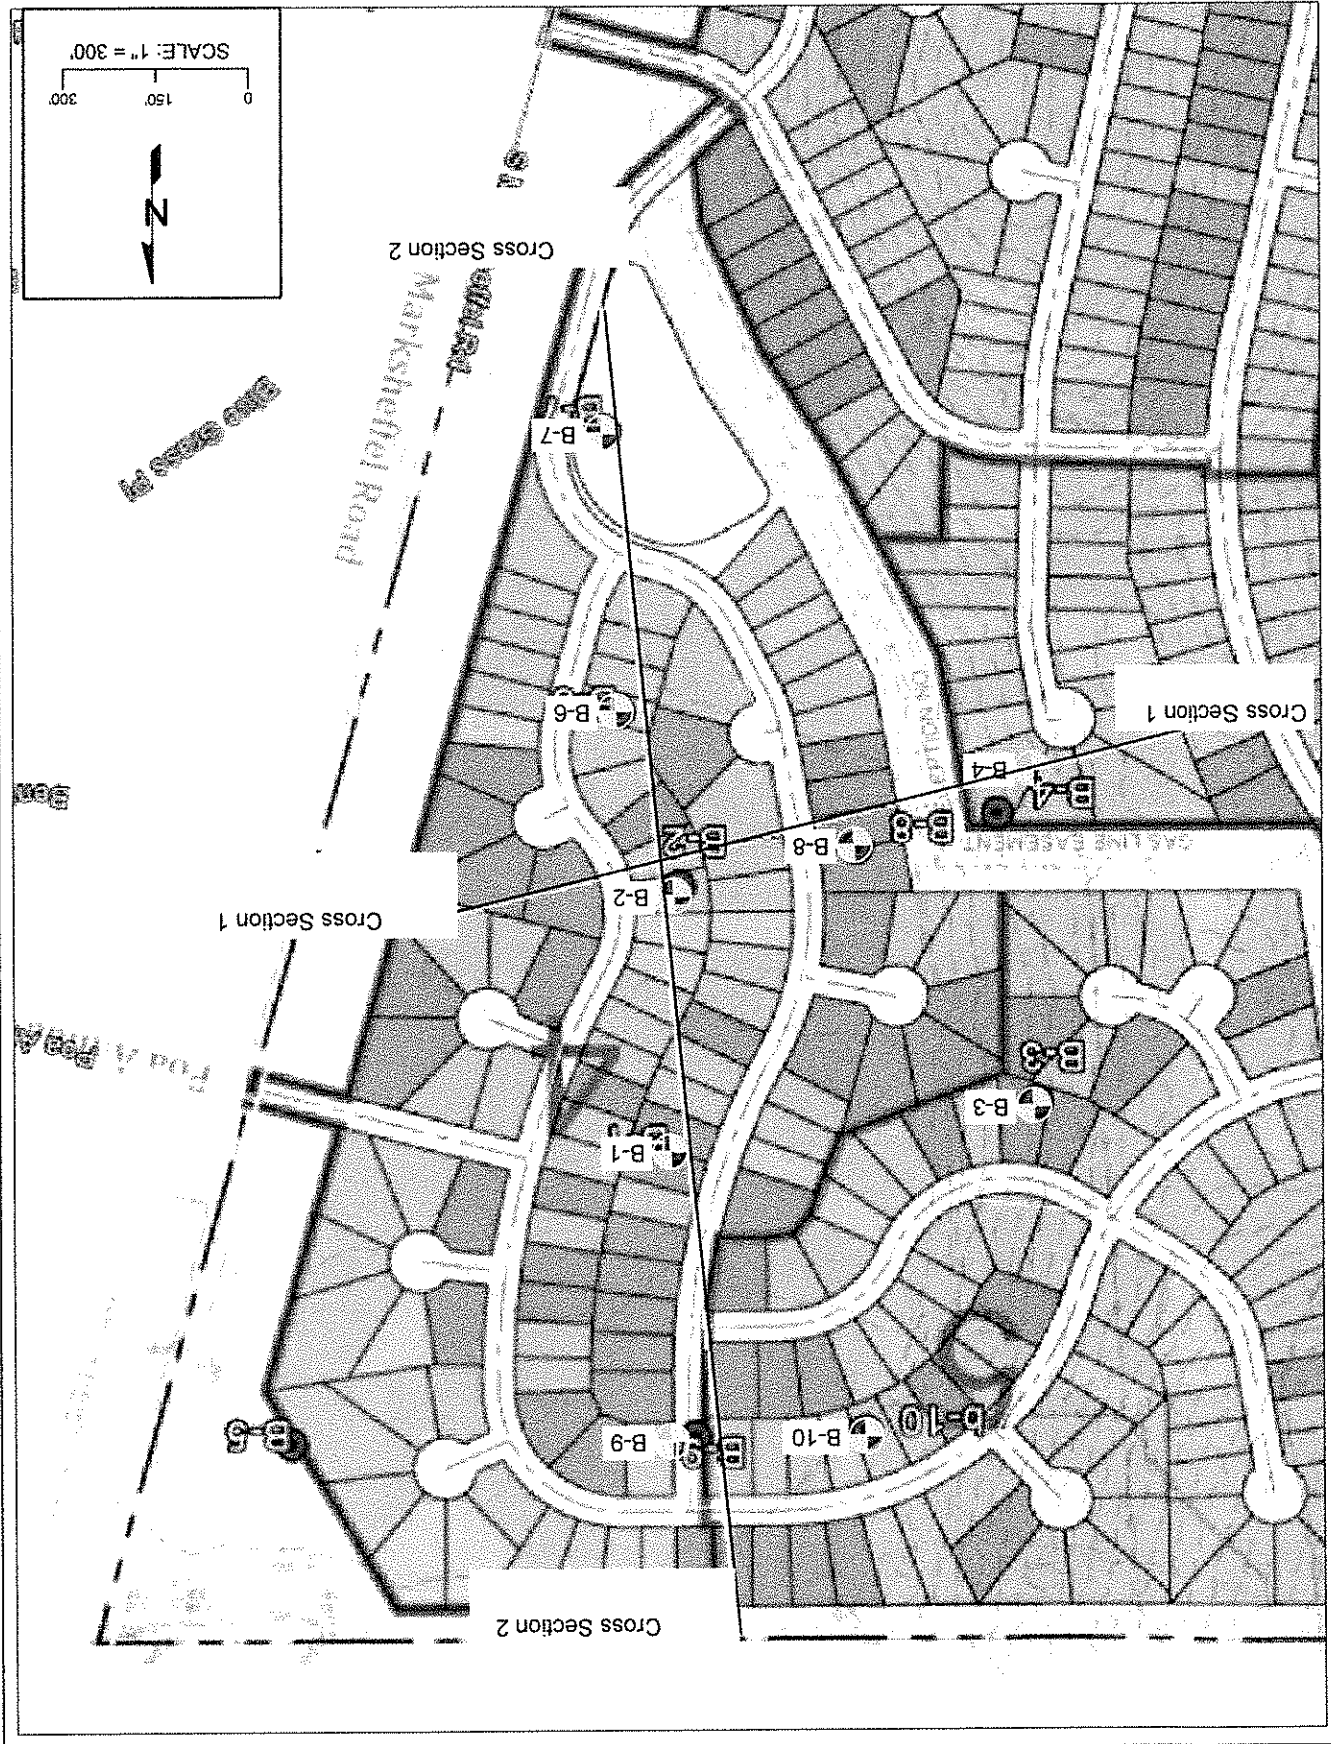 Cross Section 2
B-9
B-9
B-10
B-10
B-5
B-1
B-3
B-3
Pod A
Cross Section 1
B-2
B-2
B-8
B-8
GAS LINE EASEMENT
B-4
B-4
Cross Section 1
B-6
B-7
Marksheffel Road
Cross Section 2
N
0
150'
300'
SCALE: 1" = 300'